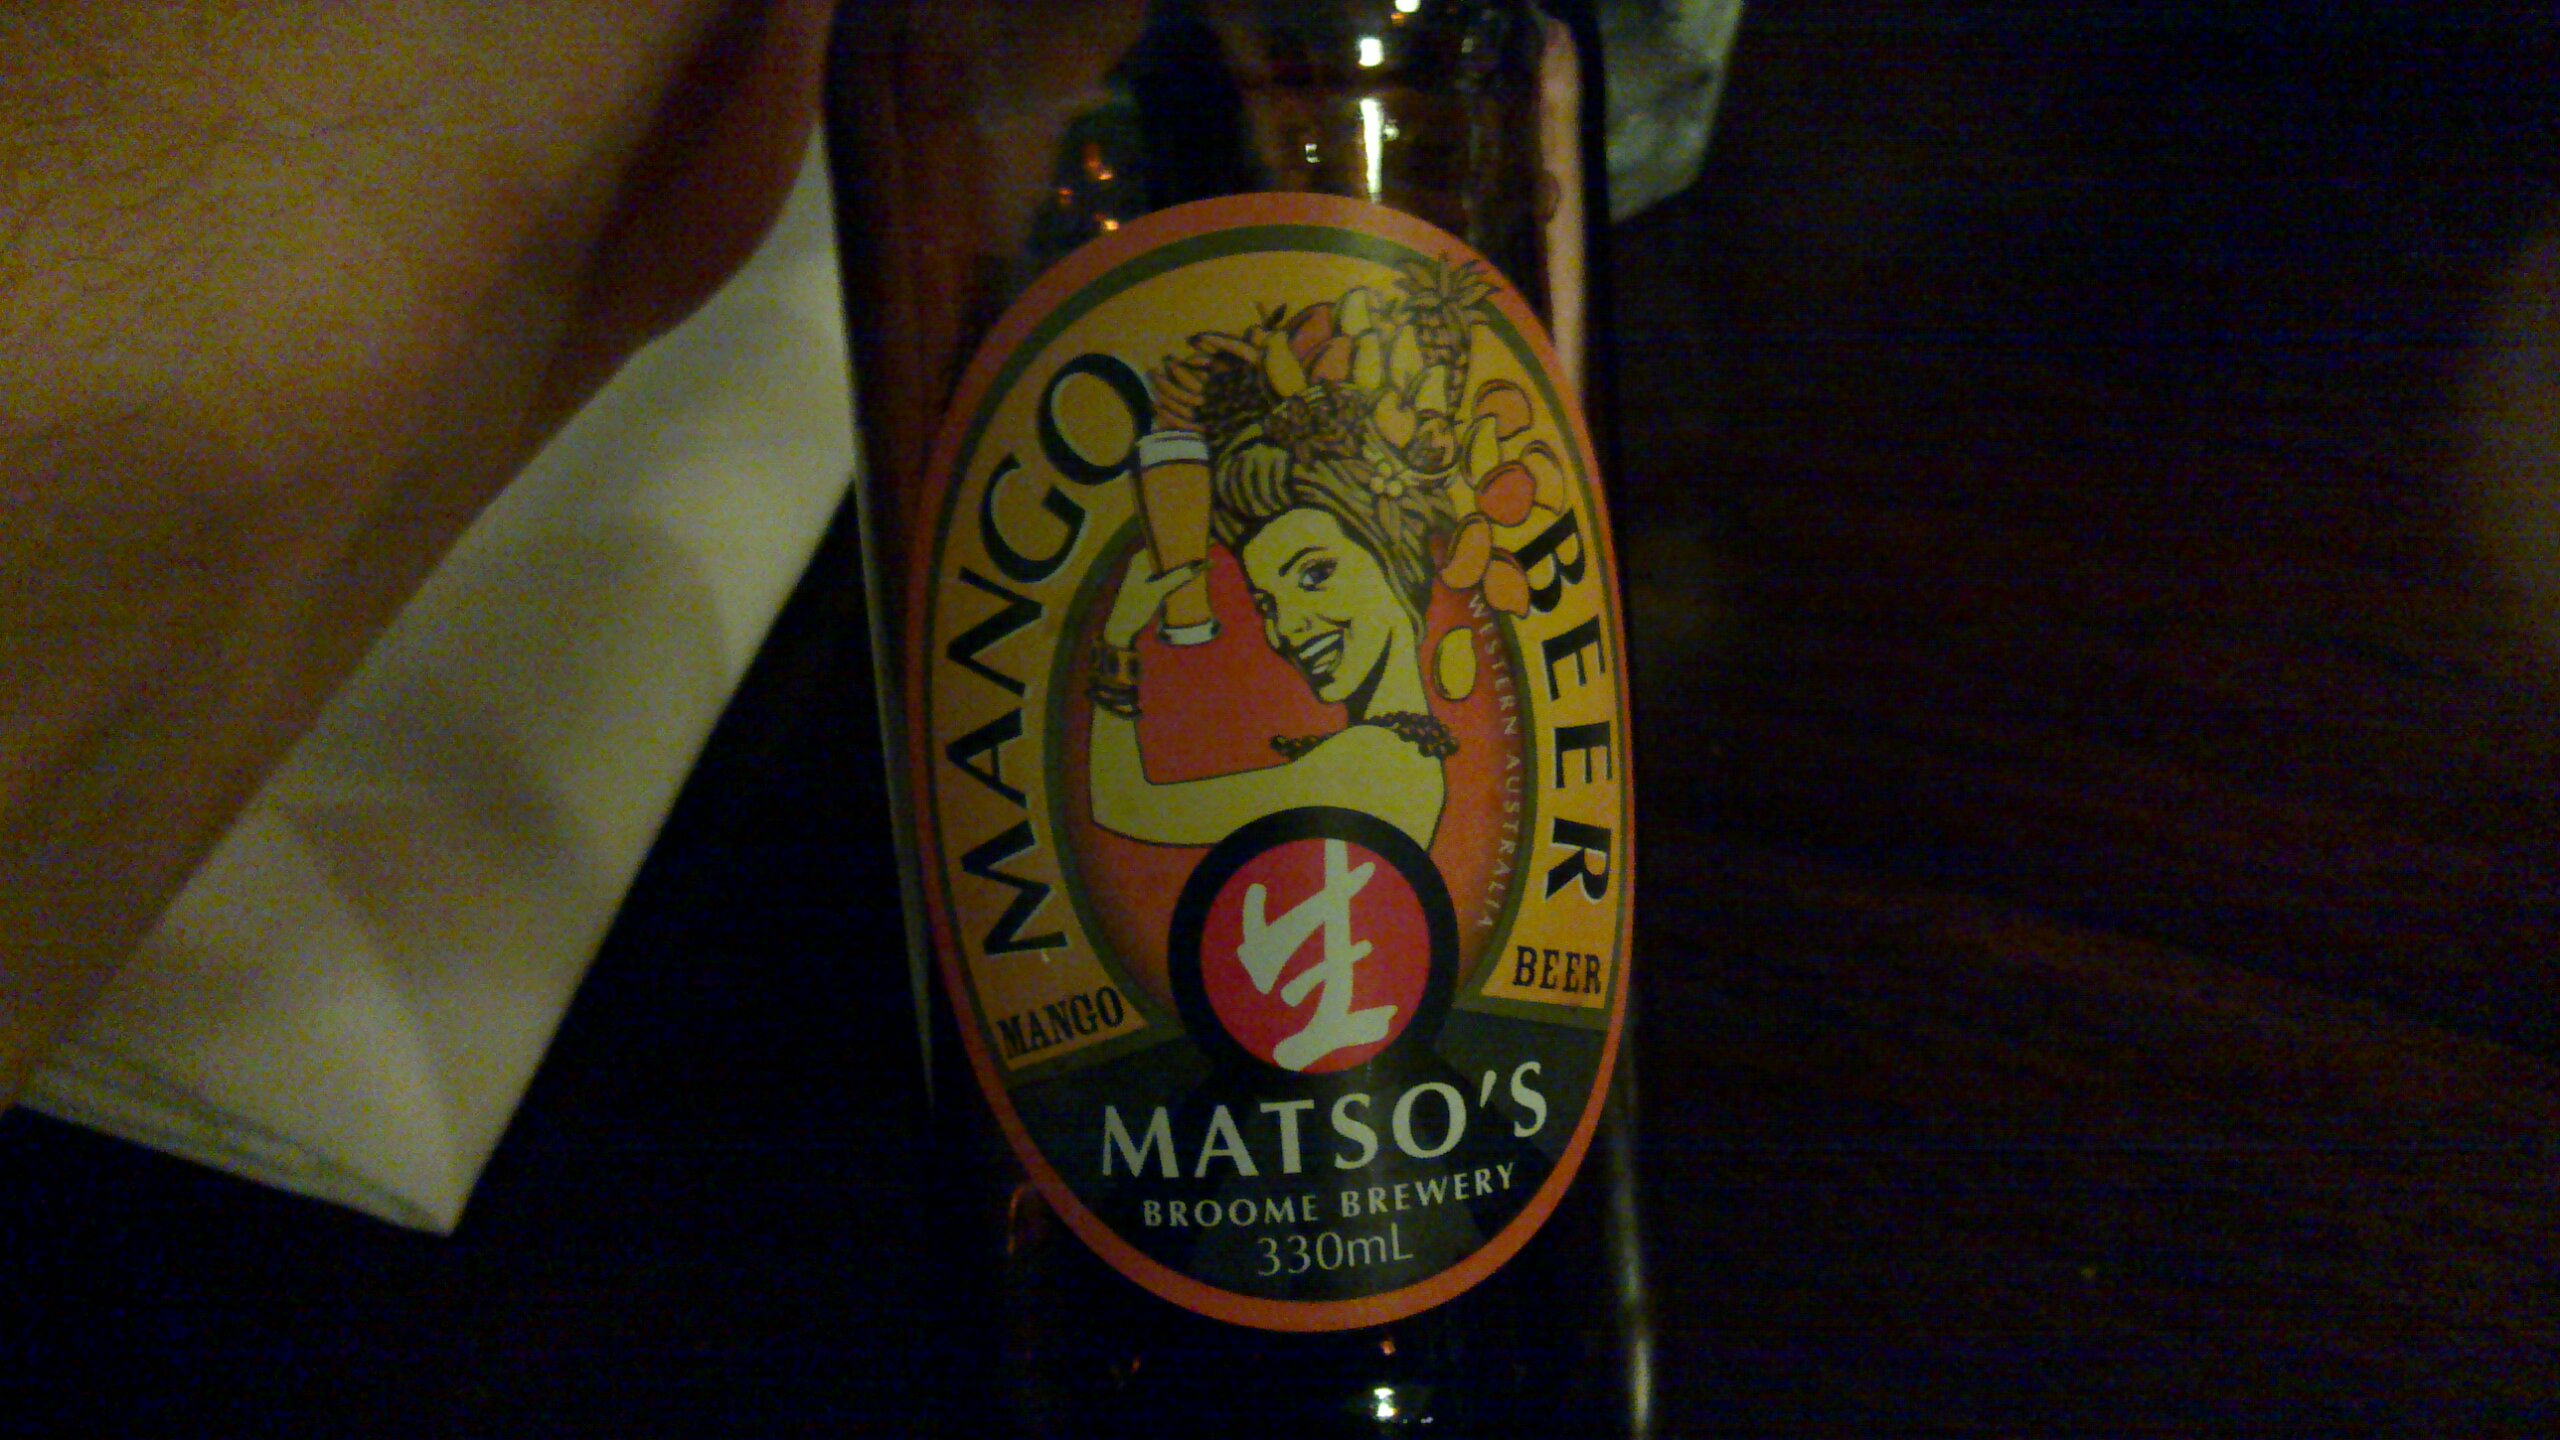 MANGO
BEER
WESTERN AUSTRALIA
MANGO
BEER
生
MATSO'S
BROOME BREWERY
330mL